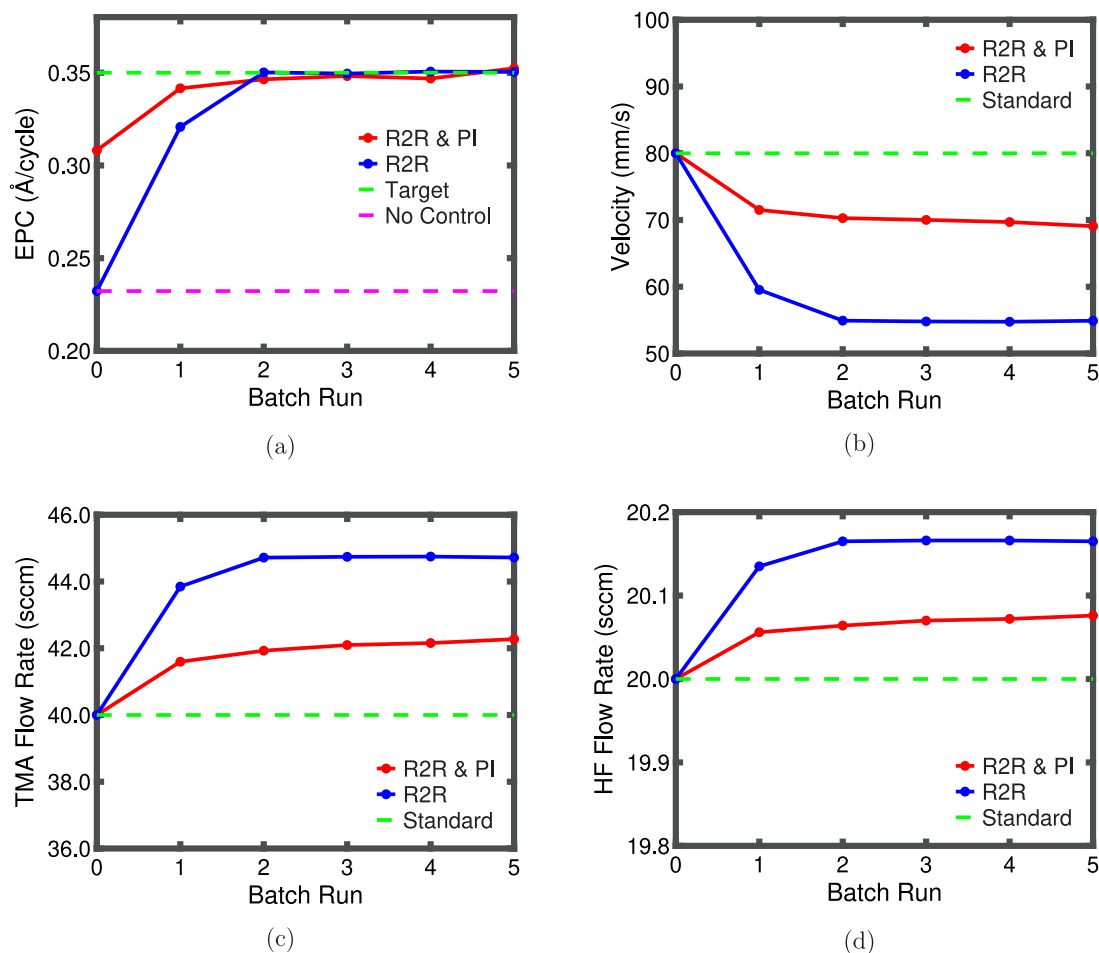 0.35
0.30
0.25
0.20
EPC (Å/cycle)
R2R & PI
R2R
Target
No Control
0 1 2 3 4 5
Batch Run
(a)
100
90
80
70
60
50
Velocity (mm/s)
R2R & PI
R2R
Standard
0 1 2 3 4 5
Batch Run
(b)
46.0
44.0
42.0
40.0
38.0
36.0
TMA Flow Rate (sccm)
R2R & PI
R2R
Standard
0 1 2 3 4 5
Batch Run
(c)
20.2
20.1
20.0
19.9
19.8
HF Flow Rate (sccm)
R2R & PI
R2R
Standard
0 1 2 3 4 5
Batch Run
(d)